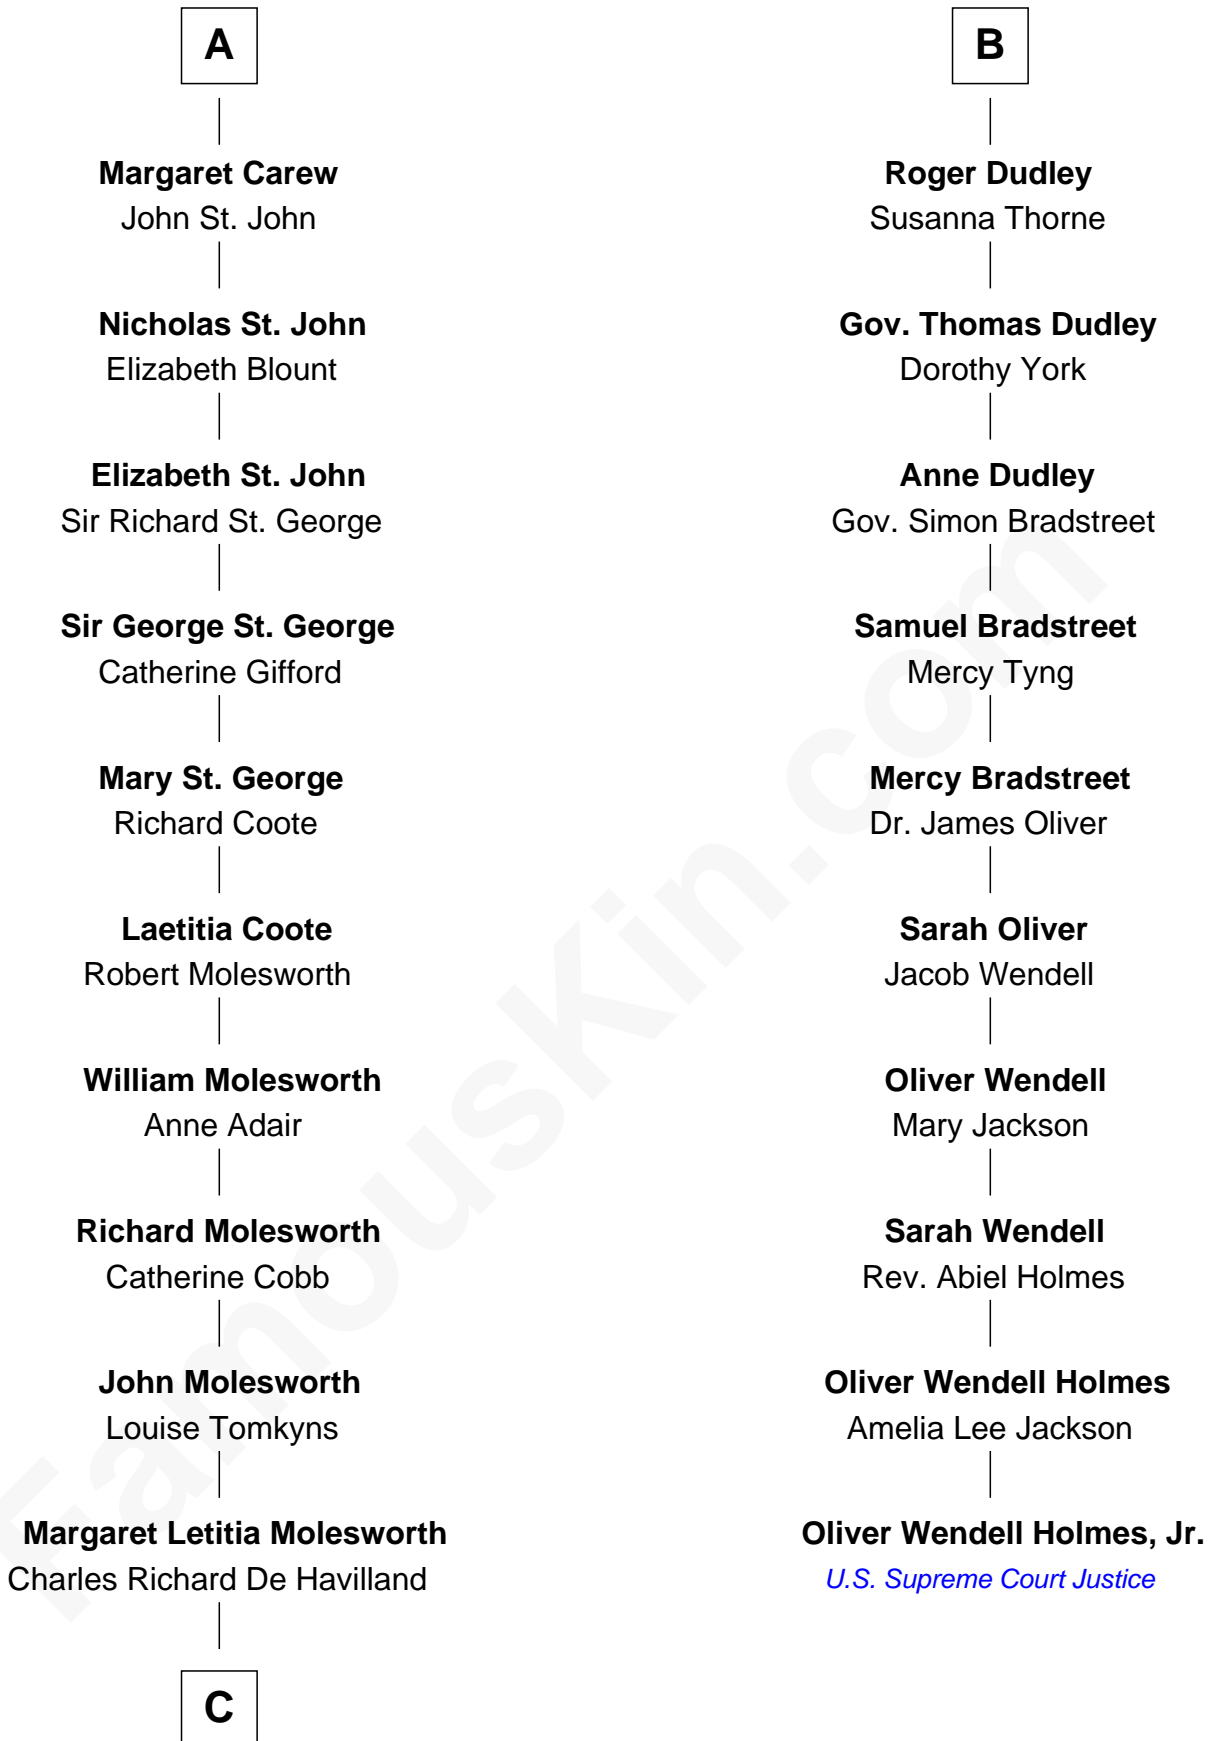 A
Margaret Carew
John St. John
Nicholas St. John
Elizabeth Blount
Elizabeth St. John
Sir Richard St. George
Sir George St. George
Catherine Gifford
Mary St. George
Richard Coote
Laetitia Coote
Robert Molesworth
William Molesworth
Anne Adair
Richard Molesworth
Catherine Cobb
John Molesworth
Louise Tomkyns
Margaret Letitia Molesworth
Charles Richard De Havilland
C
B
Roger Dudley
Susanna Thorne
Gov. Thomas Dudley
Dorothy York
Anne Dudley
Gov. Simon Bradstreet
Samuel Bradstreet
Mercy Tyng
Mercy Bradstreet
Dr. James Oliver
Sarah Oliver
Jacob Wendell
Oliver Wendell
Mary Jackson
Sarah Wendell
Rev. Abiel Holmes
Oliver Wendell Holmes
Amelia Lee Jackson
Oliver Wendell Holmes, Jr.
U.S. Supreme Court Justice
FamousKin.com